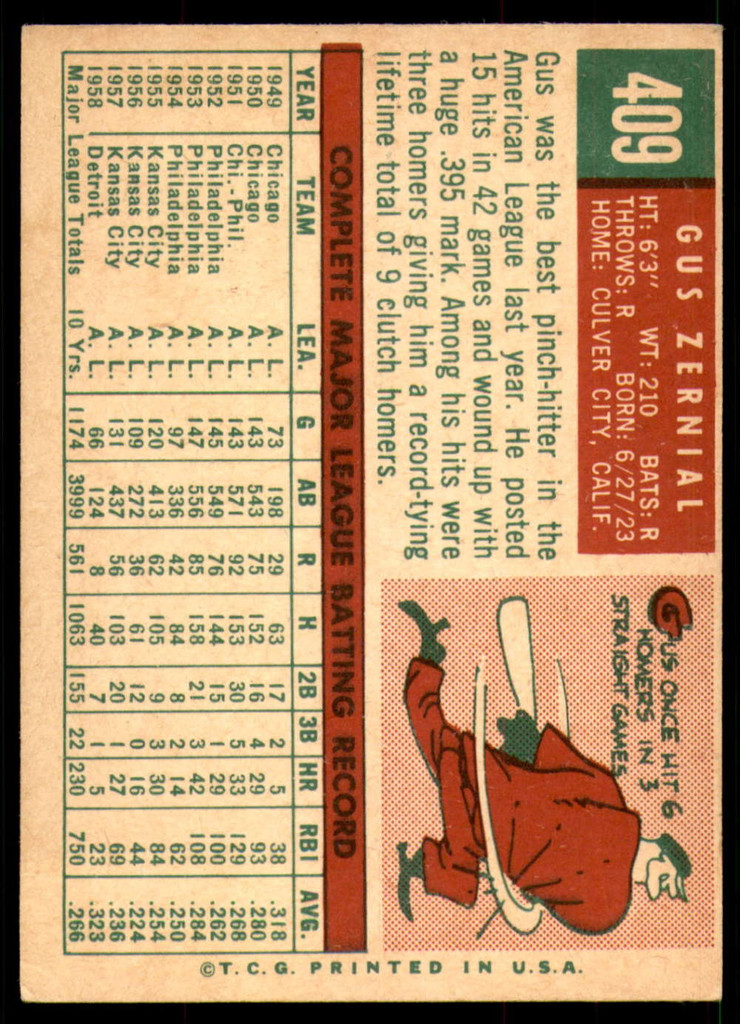 409
GUS ZERNIAL
HT: 6'3" WT: 210 BATS: R
THROWS: R BORN: 6/27/23
HOME: CULVER CITY, CALIF.
Gus was the best pinch-hitter in the
American League last year. He posted
15 hits in 42 games and wound up with
a huge .395 mark. Among his hits were
three homers giving him a record-tying
lifetime total of 9 clutch homers.
GUS ONCE HIT 6
HOMERS IN 3
STRAIGHT GAMES
COMPLETE MAJOR LEAGUE BATTING RECORD
YEAR TEAM LEA. G AB R H 2B 3B HR RBI AVG.
1949 Chicago A. L. 73 198 29 63 17 2 5 38 .318
1950 Chicago A. L. 143 543 75 152 16 4 29 93 .280
1951 Chi.-Phil. A. L. 143 571 92 153 30 5 33 129 .268
1952 Philadelphia A. L. 145 549 76 144 15 1 29 100 .262
1953 Philadelphia A. L. 147 556 85 158 21 3 42 108 .284
1954 Philadelphia A. L. 97 336 42 84 8 2 14 62 .250
1955 Kansas City A. L. 120 413 62 105 9 3 30 84 .254
1956 Kansas City A. L. 109 272 36 61 12 0 16 44 .224
1957 Kansas City A. L. 131 437 56 103 20 1 27 69 .236
1958 Detroit A. L. 66 124 8 40 7 1 5 23 .323
Major League Totals 10 Yrs. 1174 3999 561 1063 155 22 230 750 .266
©T.C.G. PRINTED IN U.S.A.